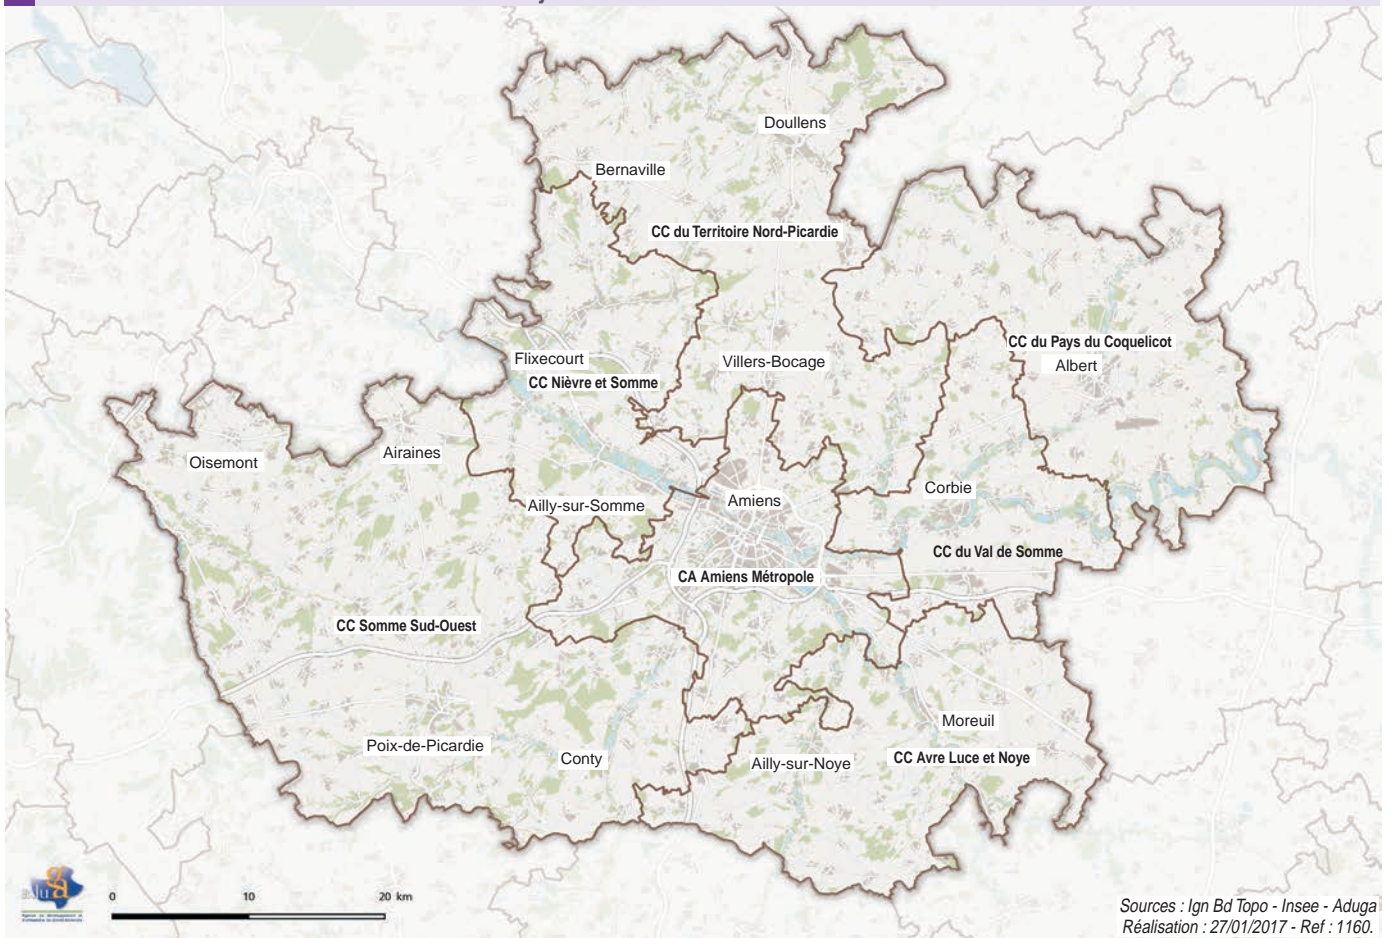 Doullens
Bernaville
CC du Territoire Nord-Picardie
CC du Pays du Coquelicot
Flixecourt
Villers-Bocage
Albert
CC Nièvre et Somme
Airaines
Oisemont
Corbie
Ailly-sur-Somme
Amiens
CC du Val de Somme
CA Amiens Métropole
CC Somme Sud-Ouest
Moreuil
Poix-de-Picardie
Conty
Ailly-sur-Noye
CC Avre Luce et Noye
0 10 20 km
Sources : Ign Bd Topo - Insee - Aduga
Réalisation : 27/01/2017 - Ref : 1160.